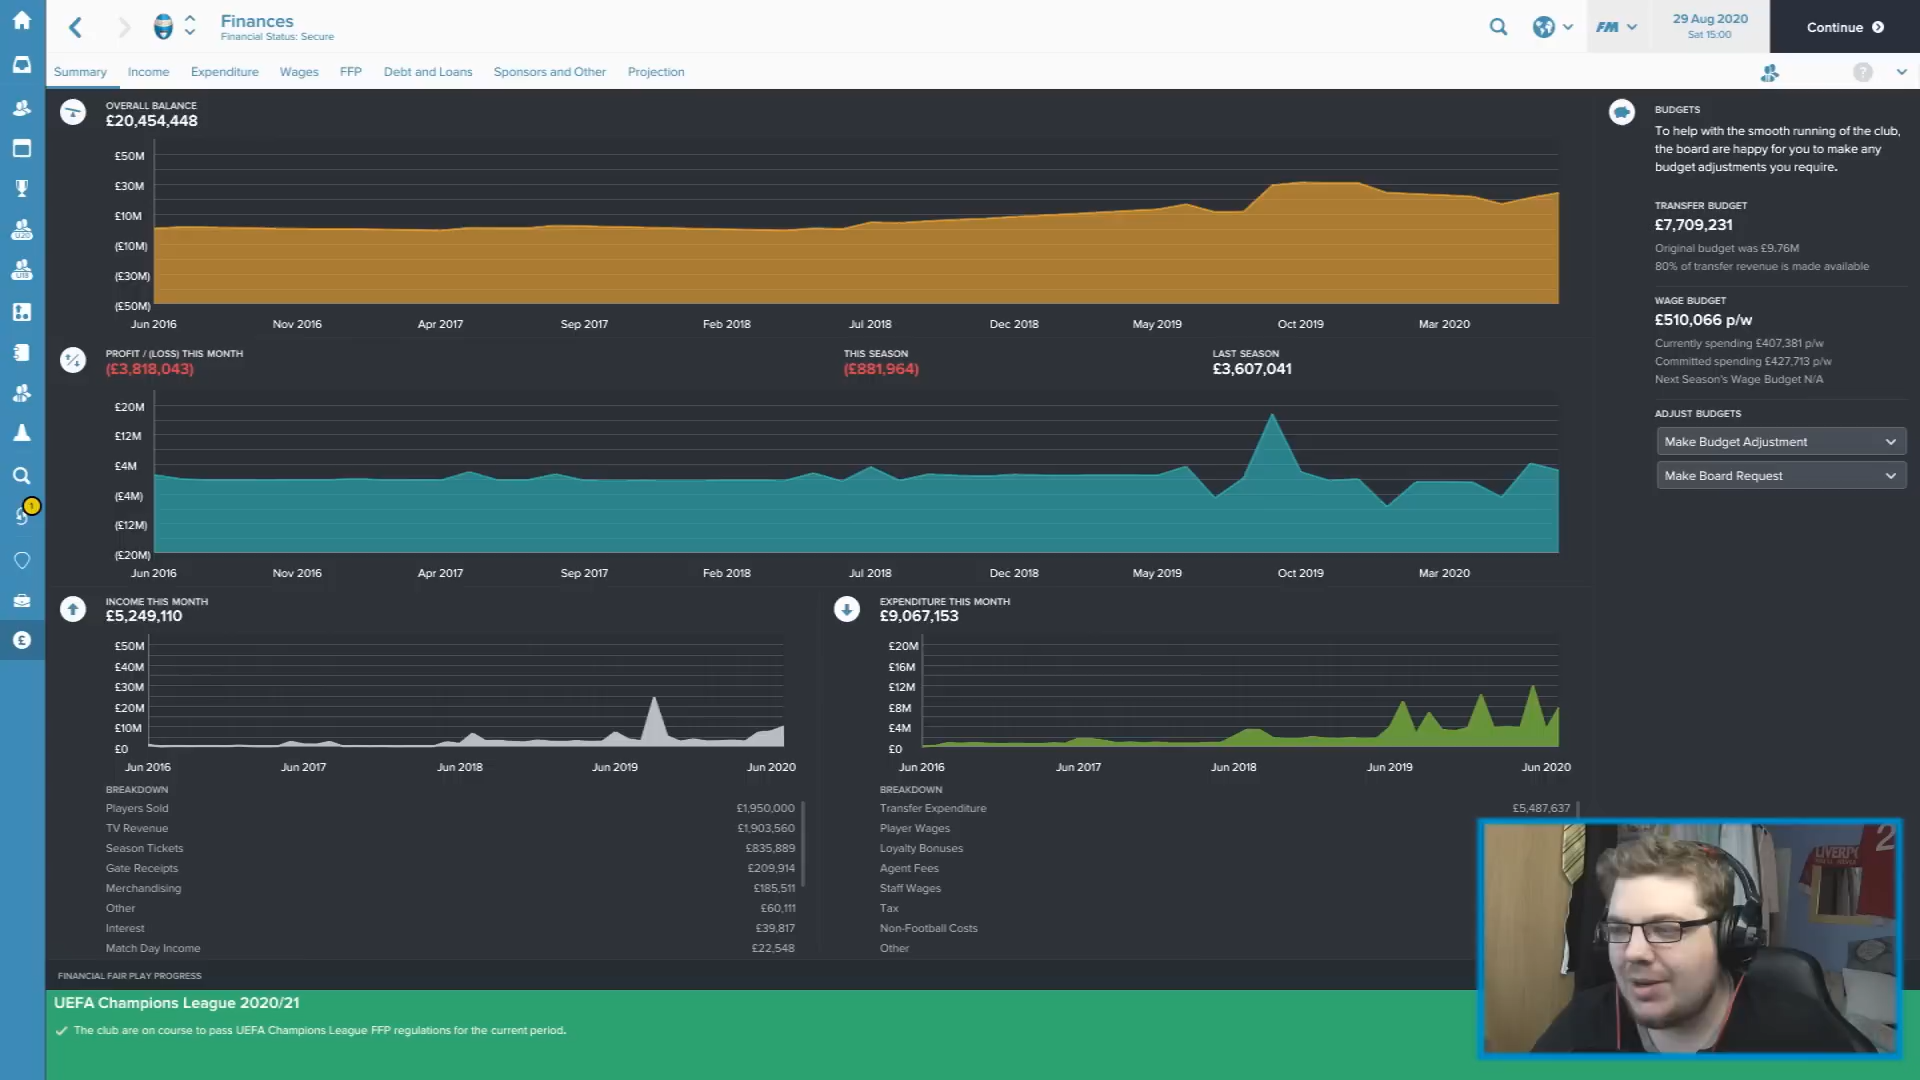 Finances
Financial Status: Secure
FM
29 Aug 2020
Sat 15:00
Continue
Summary
Income
Expenditure
Wages
FFP
Debt and Loans
Sponsors and Other
Projection
?
U20
U18
1
£
OVERALL BALANCE
£20,454,448
£50M
£30M
£10M
(£10M)
(£30M)
(£50M)
Jun 2016
Nov 2016
Apr 2017
Sep 2017
Feb 2018
Jul 2018
Dec 2018
May 2019
Oct 2019
Mar 2020
PROFIT / (LOSS) THIS MONTH
(£3,818,043)
THIS SEASON
(£881,964)
LAST SEASON
£3,607,041
£20M
£12M
£4M
(£4M)
(£12M)
(£20M)
Jun 2016
Nov 2016
Apr 2017
Sep 2017
Feb 2018
Jul 2018
Dec 2018
May 2019
Oct 2019
Mar 2020
INCOME THIS MONTH
£5,249,110
£50M
£40M
£30M
£20M
£10M
£0
Jun 2016
Jun 2017
Jun 2018
Jun 2019
Jun 2020
BREAKDOWN
Players Sold £1,950,000
TV Revenue £1,903,560
Season Tickets £835,889
Gate Receipts £209,914
Merchandising £185,511
Other £60,111
Interest £39,817
Match Day Income £22,548
EXPENDITURE THIS MONTH
£9,067,153
£20M
£16M
£12M
£8M
£4M
£0
Jun 2016
Jun 2017
Jun 2018
Jun 2019
Jun 2020
BREAKDOWN
Transfer Expenditure £5,487,637
Player Wages
Loyalty Bonuses
Agent Fees
Staff Wages
Tax
Non-Football Costs
Other
BUDGETS
To help with the smooth running of the club,
the board are happy for you to make any
budget adjustments you require.
TRANSFER BUDGET
£7,709,231
Original budget was £9.76M
80% of transfer revenue is made available
WAGE BUDGET
£510,066 p/w
Currently spending £407,381 p/w
Committed spending £427,713 p/w
Next Season's Wage Budget N/A
ADJUST BUDGETS
Make Budget Adjustment
Make Board Request
FINANCIAL FAIR PLAY PROGRESS
UEFA Champions League 2020/21
The club are on course to pass UEFA Champions League FFP regulations for the current period.
LIVERP
2